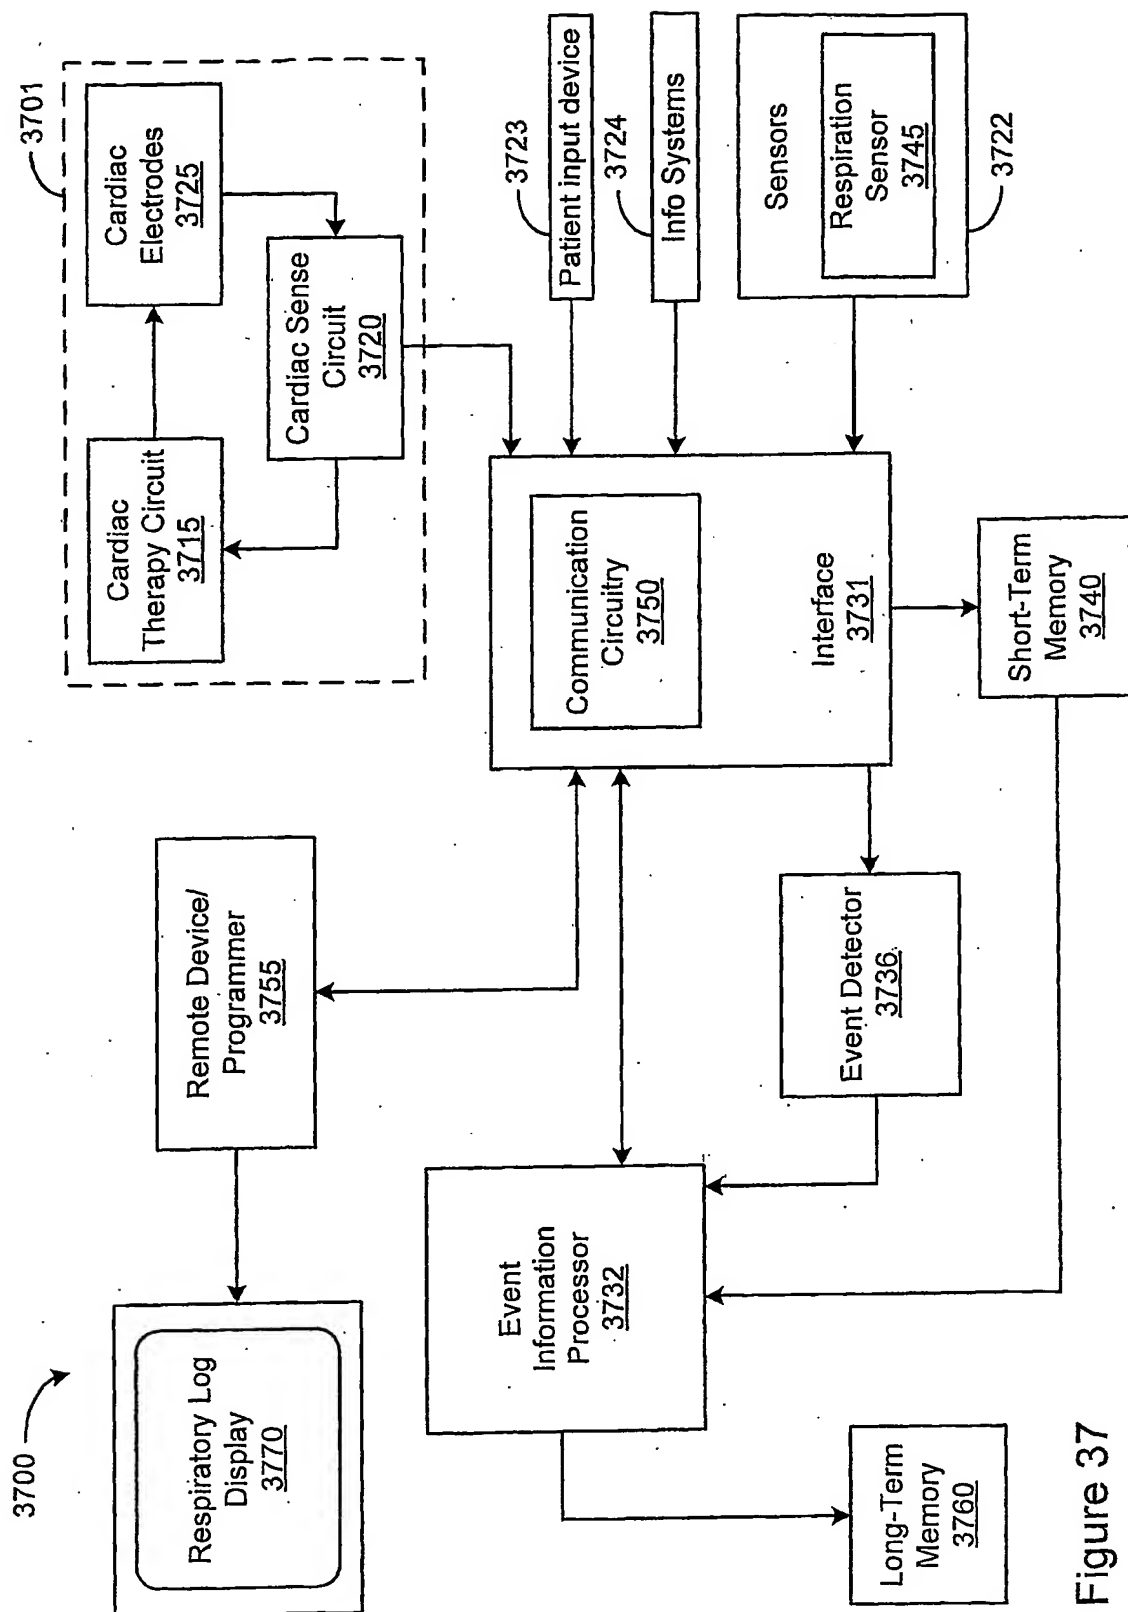 3700
Respiratory Log
Display
3770
Remote Device/
Programmer
3755
3701
Cardiac
Therapy Circuit
3715
Cardiac
Electrodes
3725
Cardiac Sense
Circuit
3720
3723
Patient input device
3724
Info Systems
Sensors
Respiration
Sensor
3745
3722
Communication
Circuitry
3750
Interface
3731
Event
Information
Processor
3732
Event Detector
3736
Short-Term
Memory
3740
Long-Term
Memory
3760
Figure 37